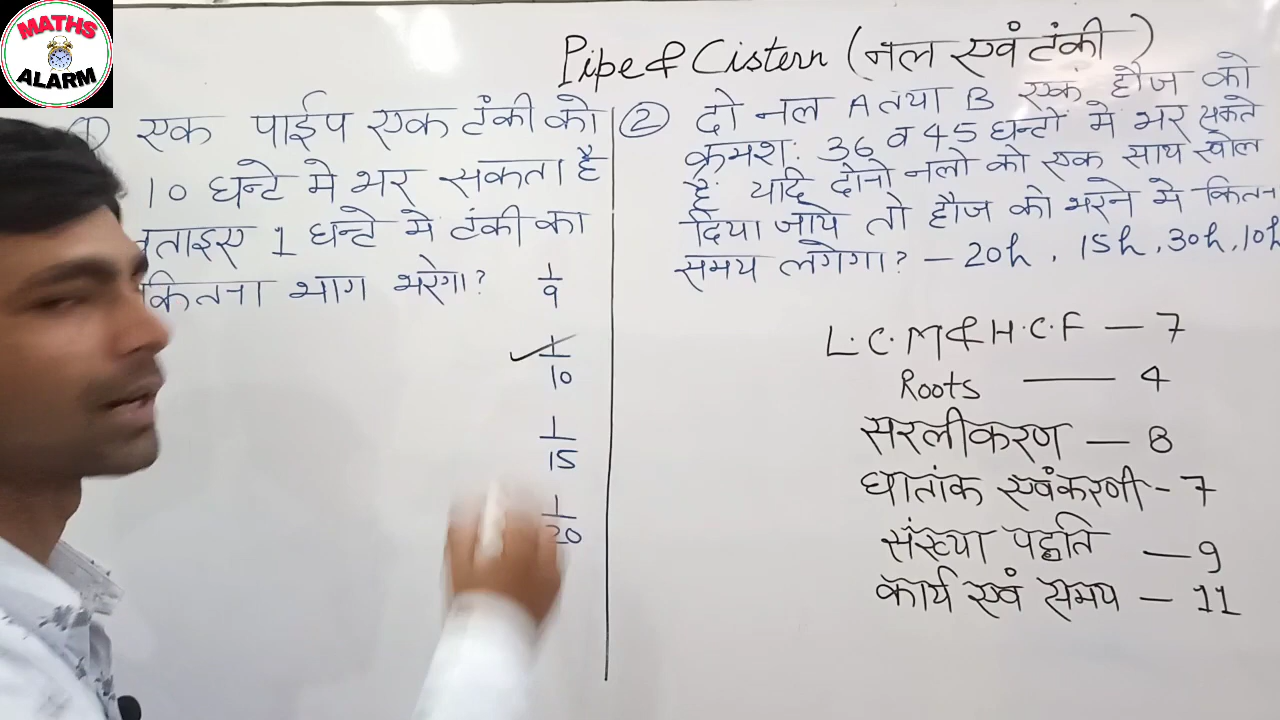 MATHS
ALARM
Pipe & Cistern (नल एवं टंकी)
① एक पाईप एक टंकी को
10 घन्टे मे भर सकता है
बताइए 1 घन्टे मे टंकी का
कितना भाग भरेगा?
1/9
✓ 1/10
1/15
1/20
② दो नल A तथा B एक हौज को
क्रमश: 36 व 45 घन्टों मे भर सकते
है यदि दोनो नलो को एक साथ खोल
दिया जाये तो हौज को भरने मे कितन
समय लगेगा? – 20h, 15h, 30h, 10h
L.C.M & H.C.F – 7
Roots — 4
सरलीकरण – 8
घातांक एवं करणी - 7
संख्या पद्धति – 9
कार्य एवं समय – 11